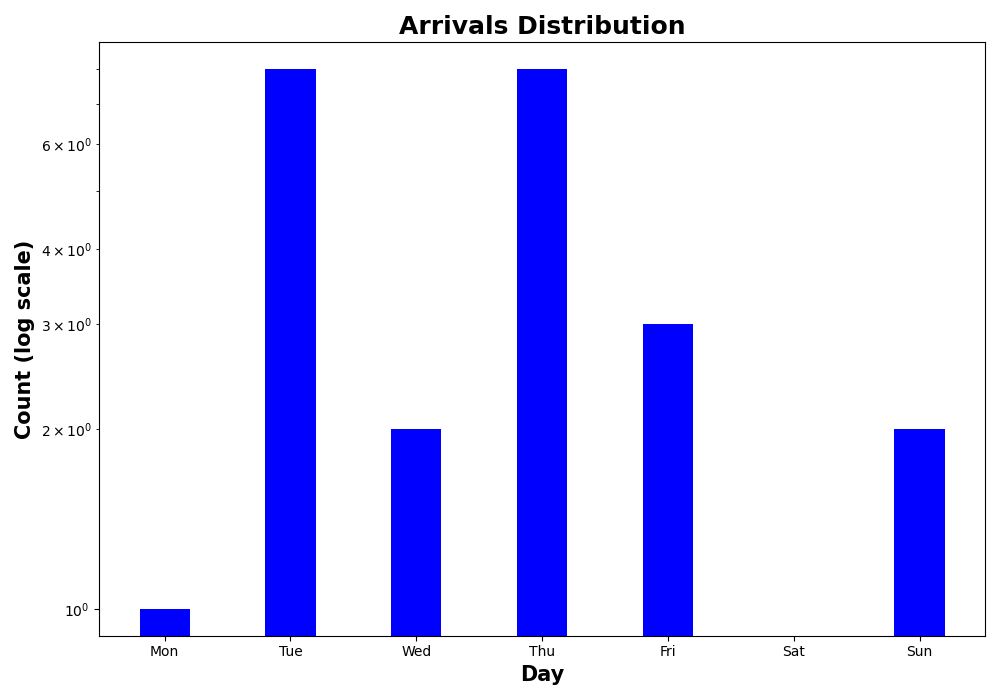 Arrivals Distribution
Count (log scale)
6 × 10⁰
4 × 10⁰
3 × 10⁰
2 × 10⁰
10⁰
Mon Tue Wed Thu Fri Sat Sun
Day